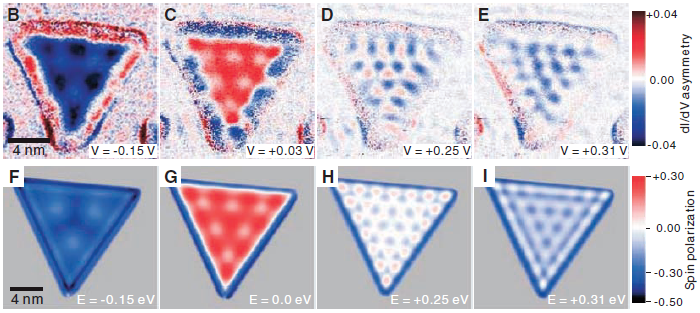 B
4 nm
V = -0.15 V
C
V = +0.03 V
D
V = +0.25 V
E
V = +0.31 V
+0.04
0.00
-0.04
dI/dV asymmetry
F
4 nm
E = -0.15 eV
G
E = 0.0 eV
H
E = +0.25 eV
I
E = +0.31 eV
+0.30
0.00
-0.30
-0.50
Spin polarization